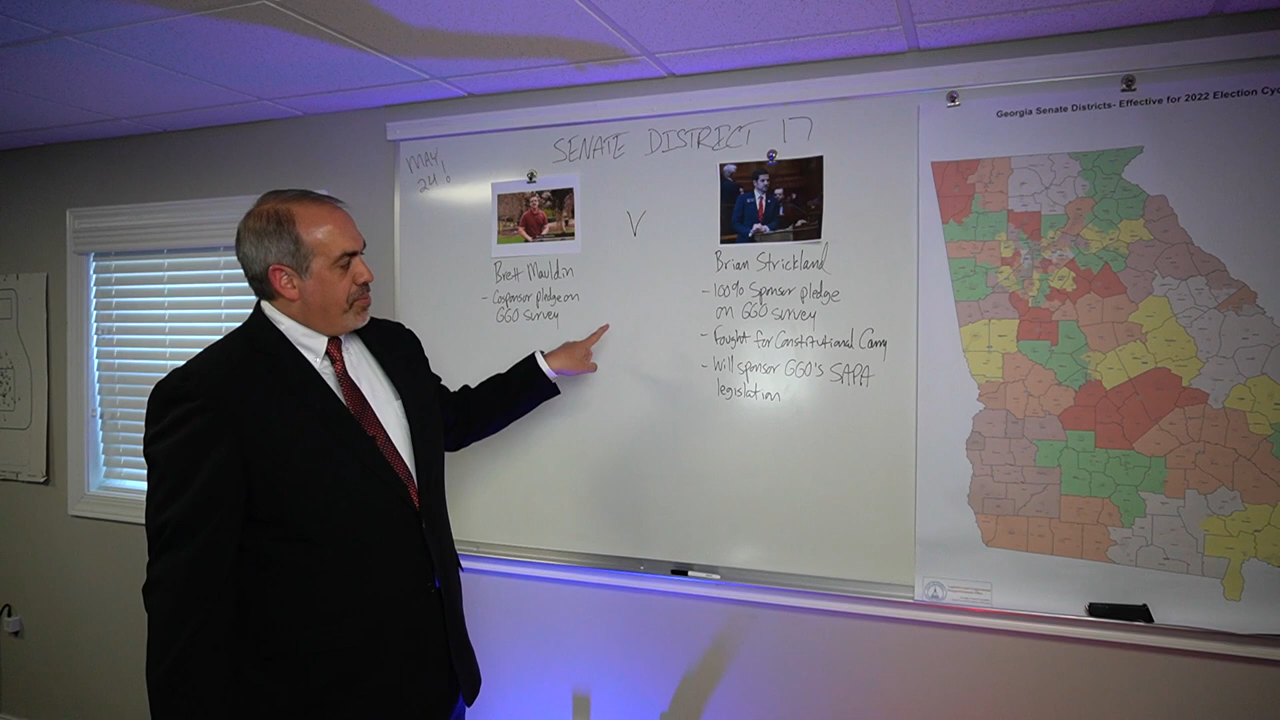 SENATE DISTRICT 17
MAY
24!
V
Brett Mauldin
- Cosponsor pledge on
GGO survey
Brian Strickland
- 100% Sponsor pledge
on GGO survey
- Fought for Constitutional Carry
- Will sponsor GGO'S SAPA
legislation
Georgia Senate Districts- Effective for 2022 Election